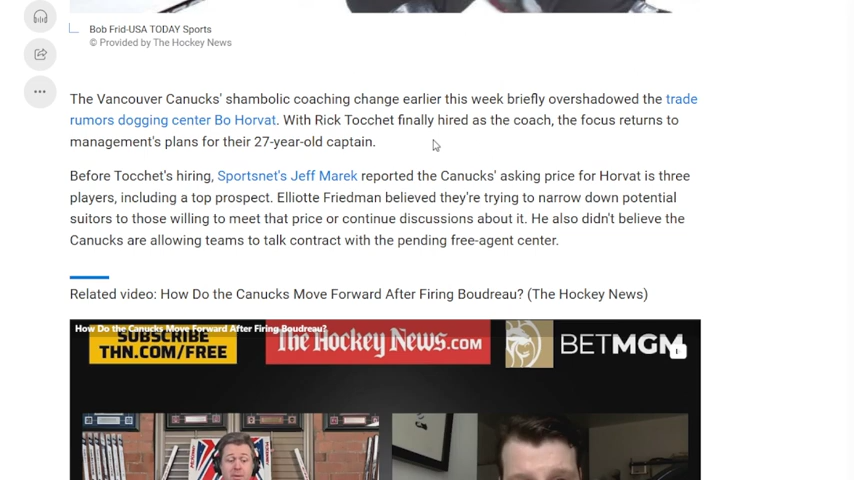 Bob Frid-USA TODAY Sports
© Provided by The Hockey News
The Vancouver Canucks' shambolic coaching change earlier this week briefly overshadowed the trade
rumors dogging center Bo Horvat. With Rick Tocchet finally hired as the coach, the focus returns to
management's plans for their 27-year-old captain.
Before Tocchet's hiring, Sportsnet's Jeff Marek reported the Canucks' asking price for Horvat is three
players, including a top prospect. Elliotte Friedman believed they're trying to narrow down potential
suitors to those willing to meet that price or continue discussions about it. He also didn't believe the
Canucks are allowing teams to talk contract with the pending free-agent center.
Related video: How Do the Canucks Move Forward After Firing Boudreau? (The Hockey News)
How Do the Canucks Move Forward After Firing Boudreau?
SUBSCRIBE
THN.COM/FREE
The Hockey News.COM
BETMGM